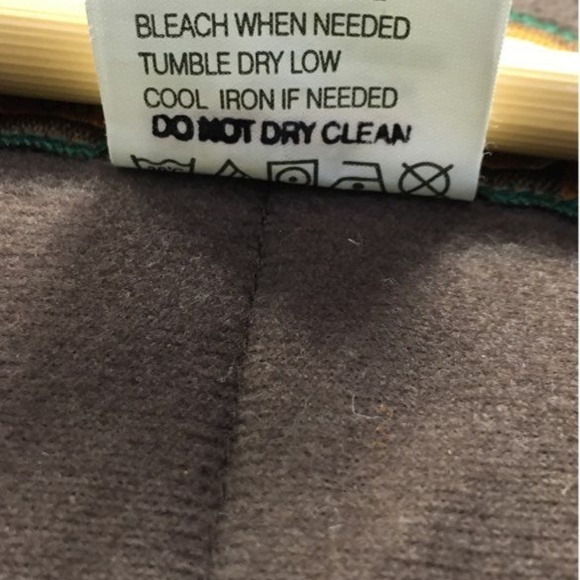 BLEACH WHEN NEEDED
TUMBLE DRY LOW
COOL IRON IF NEEDED
DO NOT DRY CLEAN